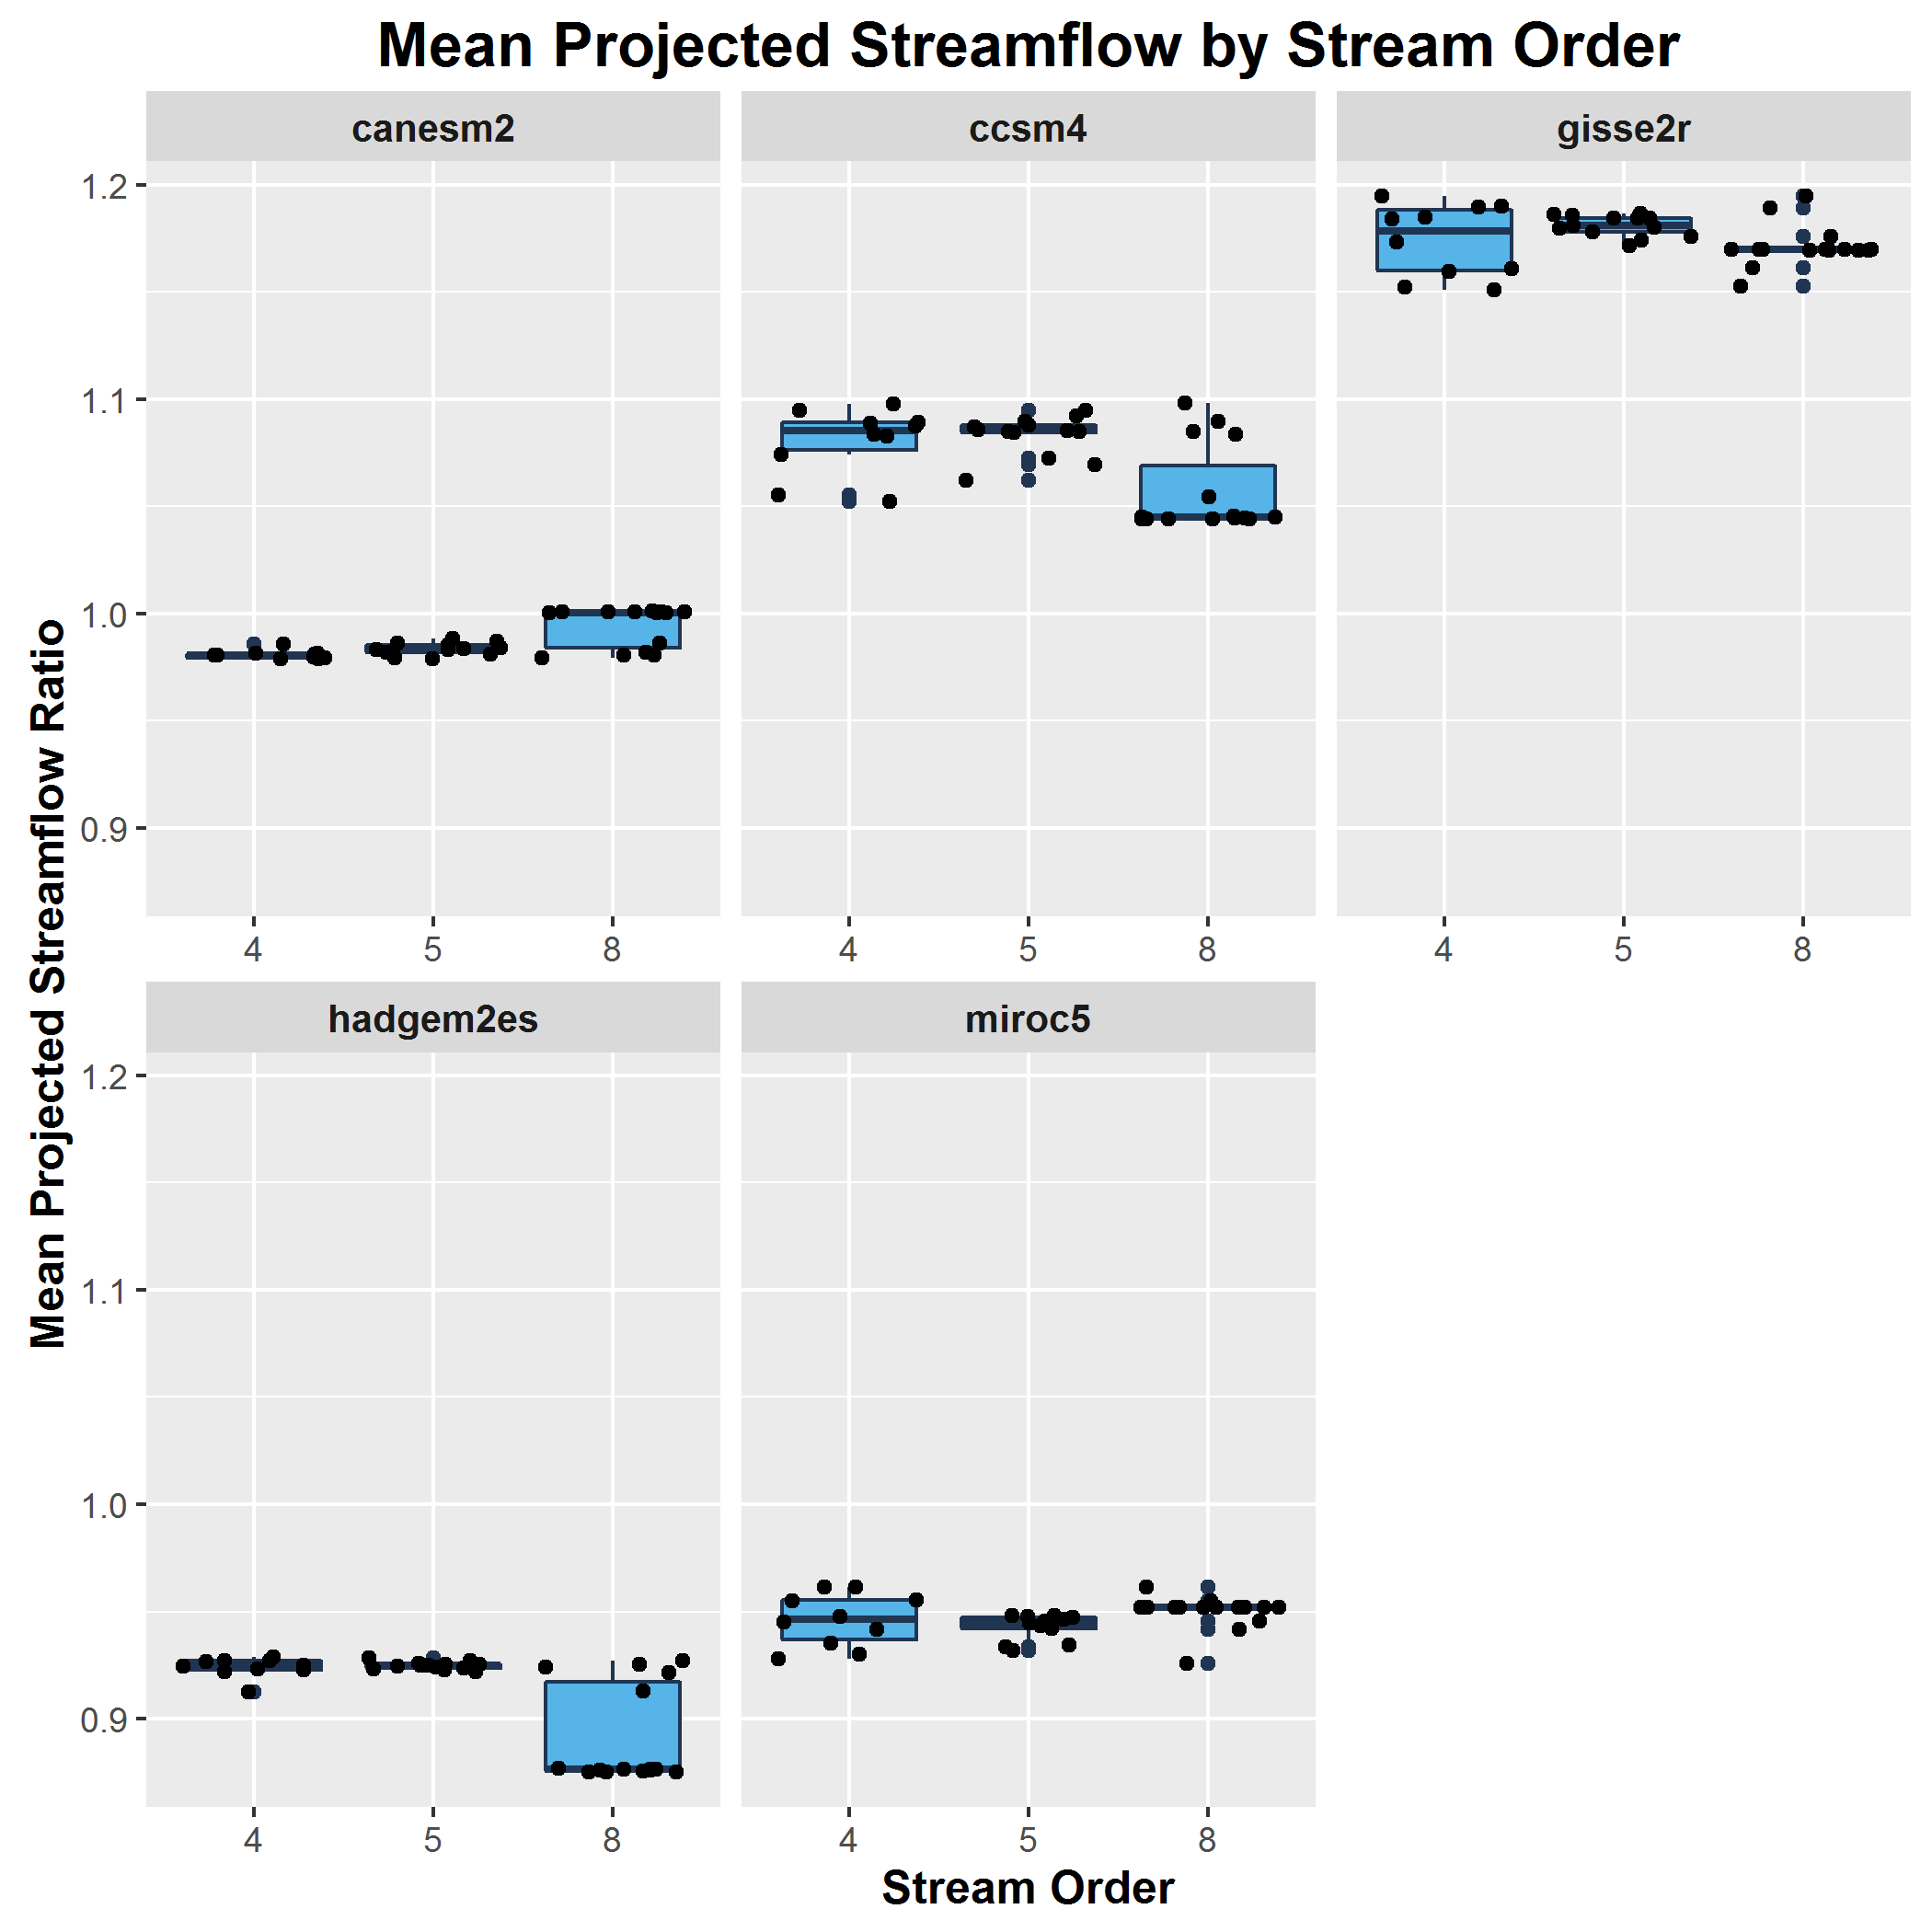 Mean Projected Streamflow by Stream Order
canesm2
ccsm4
gisse2r
1.2
1.1
1.0
0.9
4 5 8
4 5 8
4 5 8
Mean Projected Streamflow Ratio
hadgem2es
miroc5
1.2
1.1
1.0
0.9
4 5 8
4 5 8
Stream Order